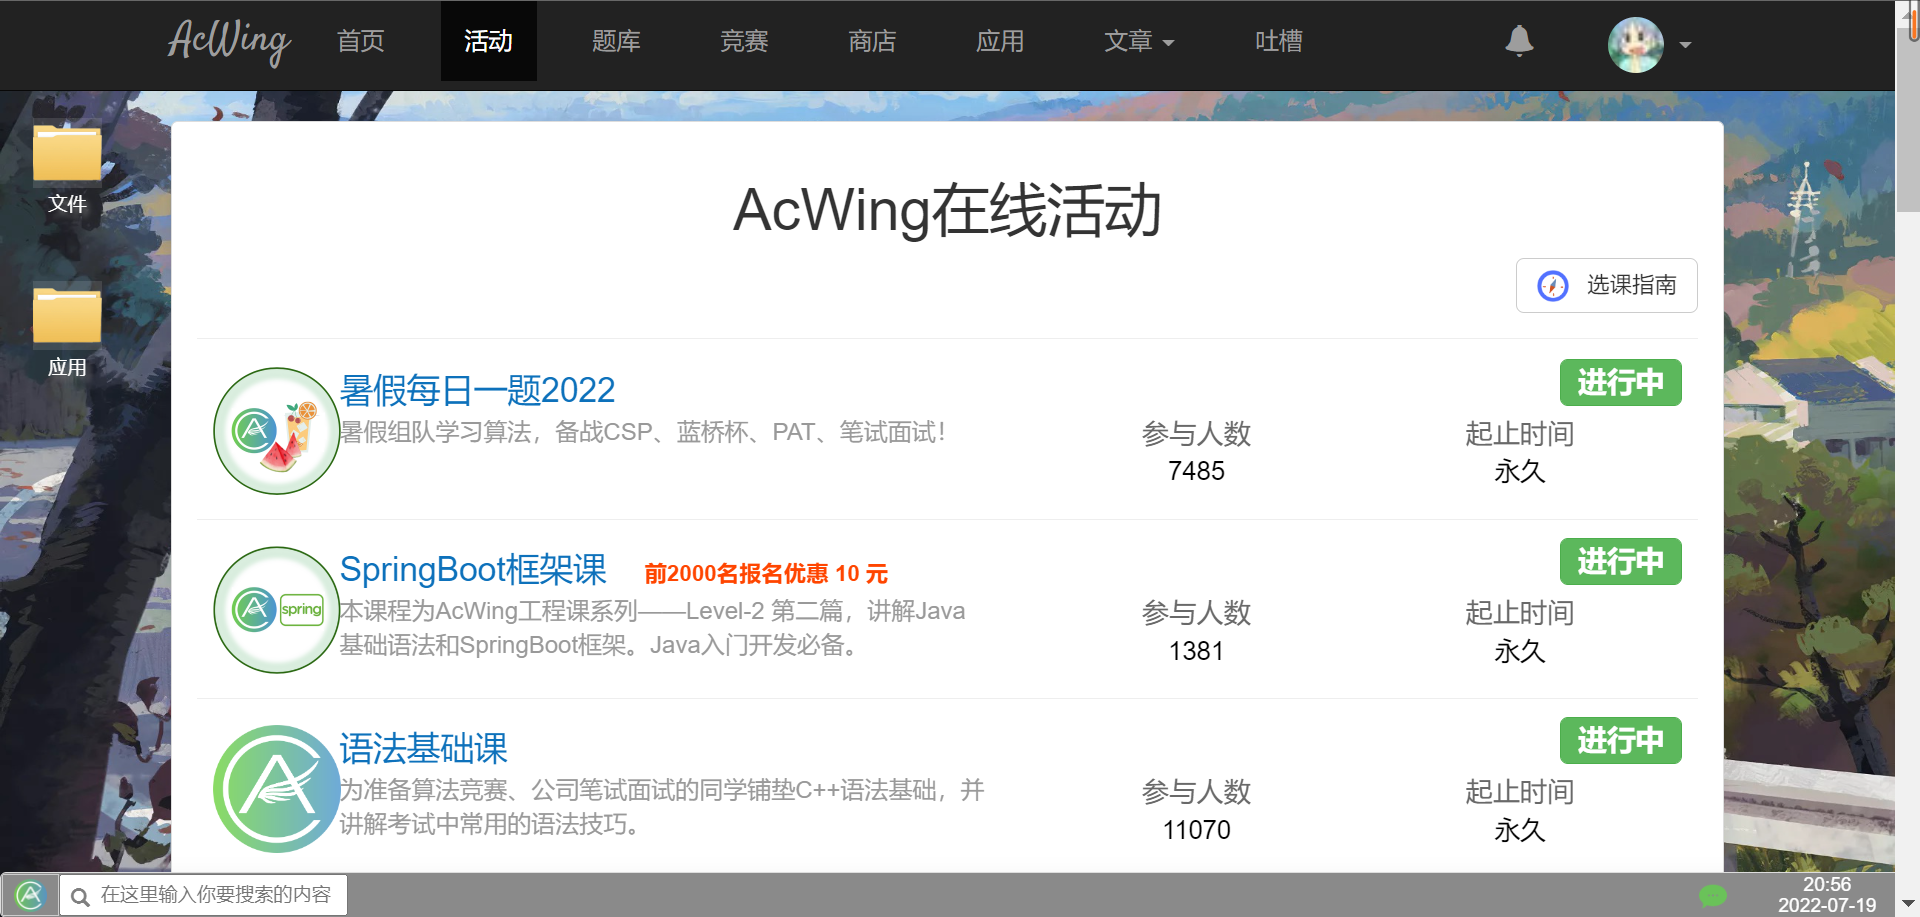 AcWing 首页 活动 题库 竞赛 商店 应用 文章 吐槽
文件
应用
AcWing在线活动
选课指南
暑假每日一题2022
暑假组队学习算法，备战CSP、蓝桥杯、PAT、笔试面试！
参与人数
7485
进行中
起止时间
永久
SpringBoot框架课 前2000名报名优惠 10 元
spring
本课程为AcWing工程课系列——Level-2 第二篇，讲解Java
基础语法和SpringBoot框架。Java入门开发必备。
参与人数
1381
进行中
起止时间
永久
语法基础课
为准备算法竞赛、公司笔试面试的同学铺垫C++语法基础，并
讲解考试中常用的语法技巧。
参与人数
11070
进行中
起止时间
永久
在这里输入你要搜索的内容
20:56
2022-07-19